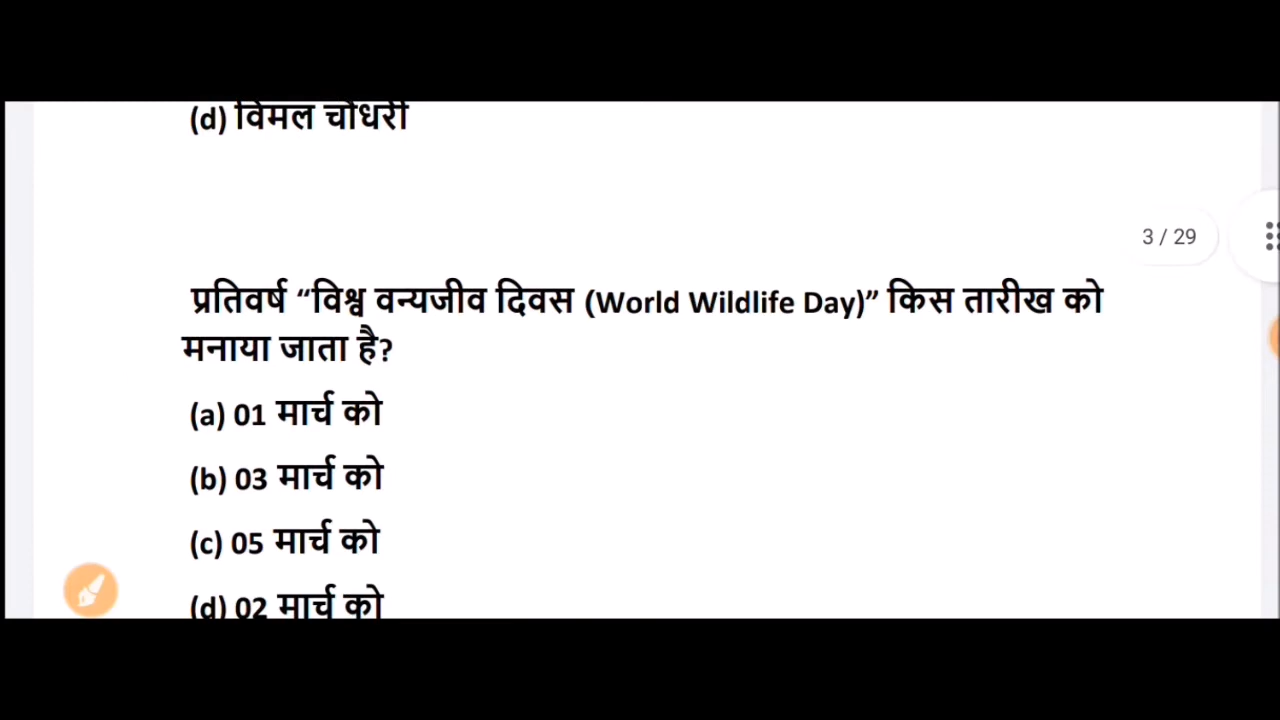 (d) विमल चौधरी
3 / 29
प्रतिवर्ष “विश्व वन्यजीव दिवस (World Wildlife Day)” किस तारीख को
मनाया जाता है?
(a) 01 मार्च को
(b) 03 मार्च को
(c) 05 मार्च को
(d) 02 मार्च को